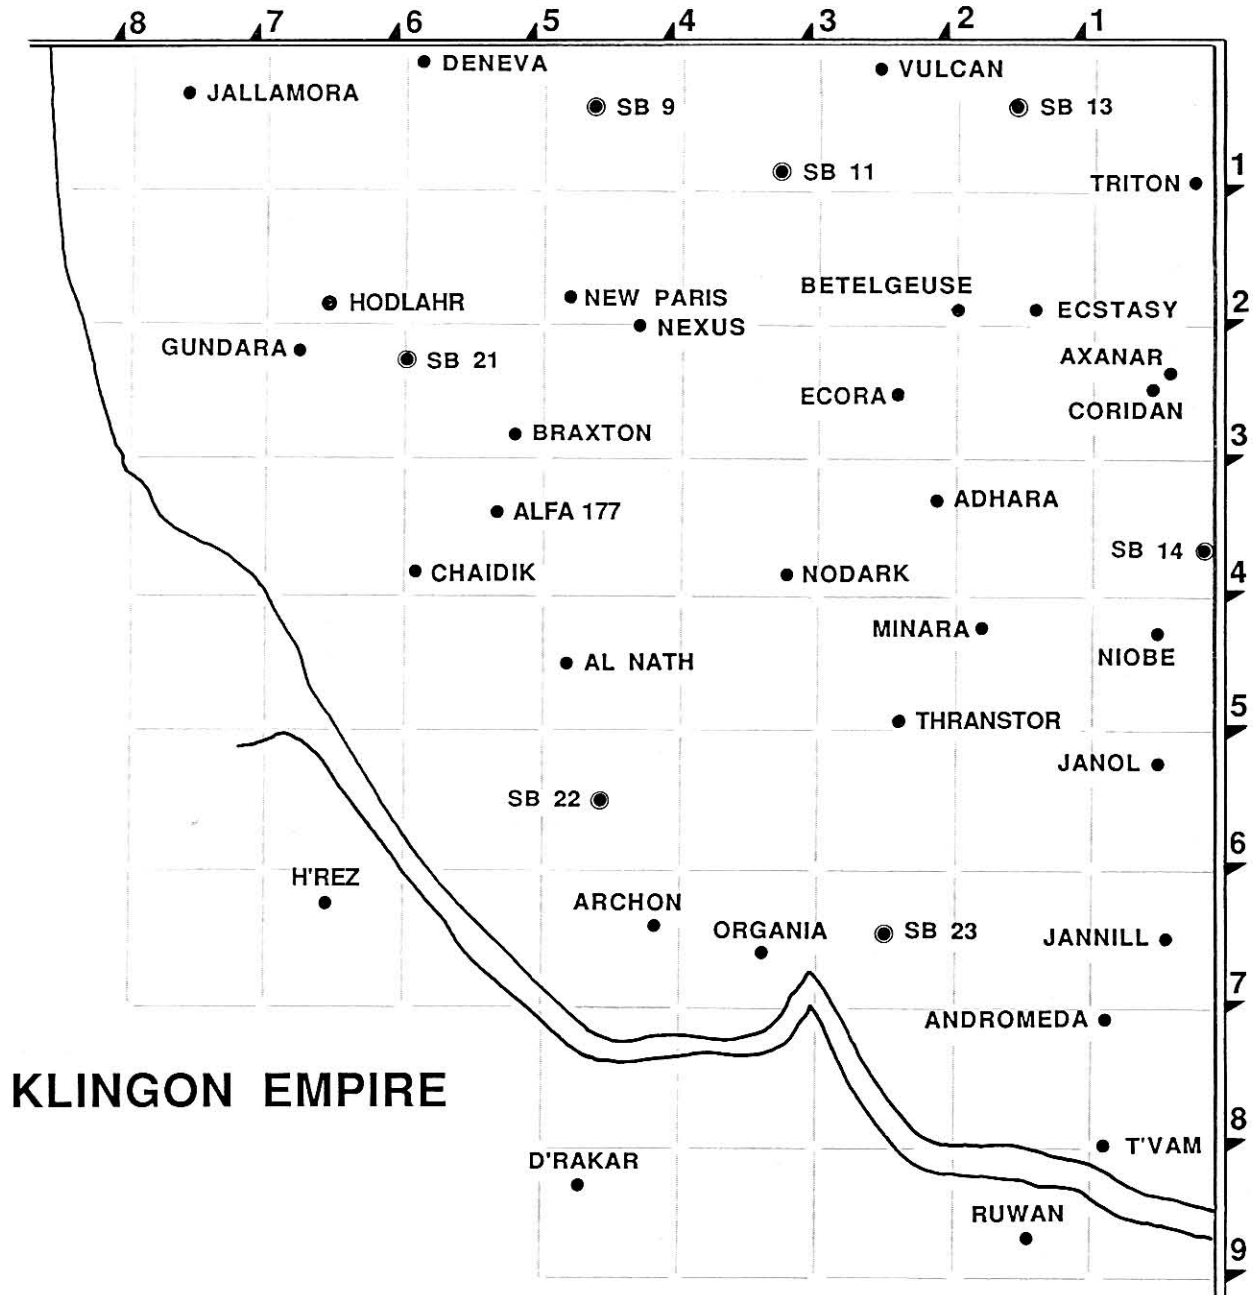 8 7 6 5 4 3 2 1
DENEVA
VULCAN
JALLAMORA
SB 9
SB 13
1
SB 11
TRITON
BETELGEUSE
NEW PARIS
HODLAHR
ECSTASY
2
NEXUS
GUNDARA
SB 21
AXANAR
ECORA
CORIDAN
BRAXTON
3
ADHARA
ALFA 177
SB 14
CHAIDIK
NODARK
4
MINARA
NIOBE
AL NATH
5
THRANSTOR
JANOL
SB 22
6
H'REZ
ARCHON
ORGANIA
SB 23
JANNILL
7
ANDROMEDA
KLINGON EMPIRE
8
T'VAM
D'RAKAR
RUWAN
9